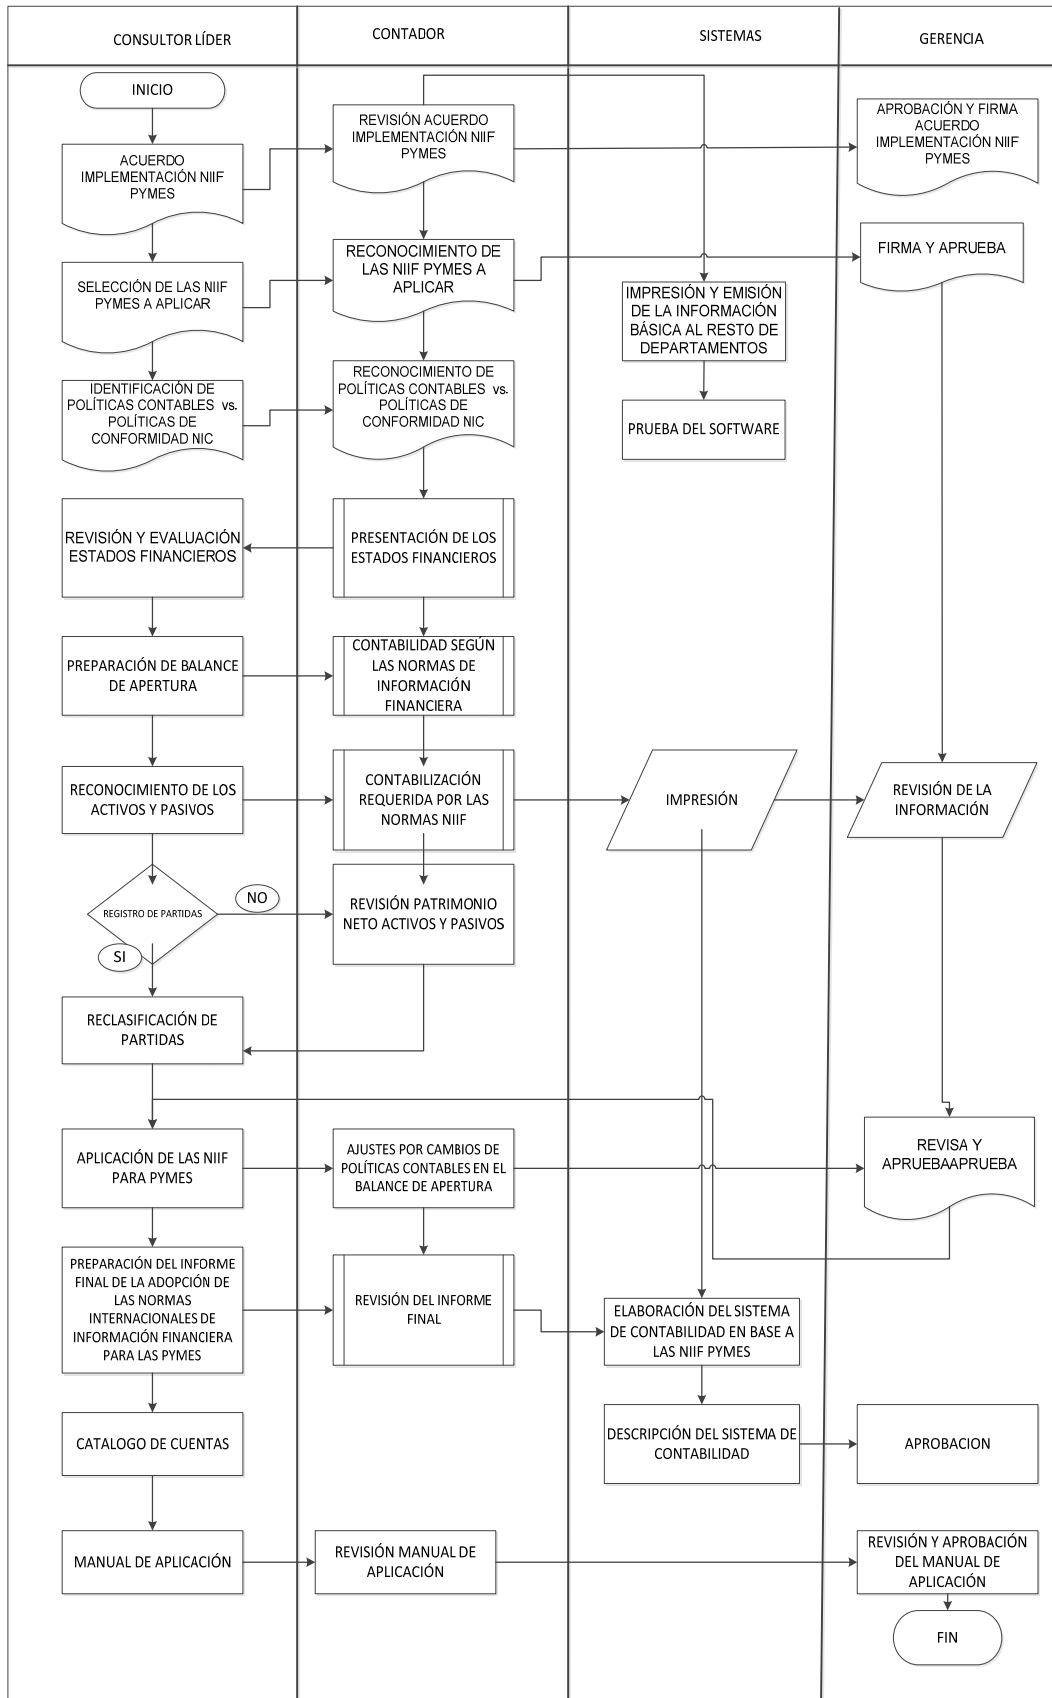 CONSULTOR LÍDER
CONTADOR
SISTEMAS
GERENCIA
INICIO
REVISIÓN ACUERDO
IMPLEMENTACIÓN NIIF
PYMES
APROBACIÓN Y FIRMA
ACUERDO
IMPLEMENTACIÓN NIIF
PYMES
ACUERDO
IMPLEMENTACIÓN NIIF
PYMES
RECONOCIMIENTO DE
LAS NIIF PYMES A
APLICAR
FIRMA Y APRUEBA
SELECCIÓN DE LAS NIIF
PYMES A APLICAR
IMPRESIÓN Y EMISIÓN
DE LA INFORMACIÓN
BÁSICA AL RESTO DE
DEPARTAMENTOS
IDENTIFICACIÓN DE
POLÍTICAS CONTABLES vs.
POLÍTICAS DE
CONFORMIDAD NIC
RECONOCIMIENTO DE
POLÍTICAS CONTABLES vs.
POLÍTICAS DE
CONFORMIDAD NIC
PRUEBA DEL SOFTWARE
REVISIÓN Y EVALUACIÓN
ESTADOS FINANCIEROS
PRESENTACIÓN DE LOS
ESTADOS FINANCIEROS
PREPARACIÓN DE BALANCE
DE APERTURA
CONTABILIDAD SEGÚN
LAS NORMAS DE
INFORMACIÓN
FINANCIERA
RECONOCIMIENTO DE LOS
ACTIVOS Y PASIVOS
CONTABILIZACIÓN
REQUERIDA POR LAS
NORMAS NIIF
IMPRESIÓN
REVISIÓN DE LA
INFORMACIÓN
REGISTRO DE PARTIDAS
NO
SI
REVISIÓN PATRIMONIO
NETO ACTIVOS Y PASIVOS
RECLASIFICACIÓN DE
PARTIDAS
APLICACIÓN DE LAS NIIF
PARA PYMES
AJUSTES POR CAMBIOS DE
POLÍTICAS CONTABLES EN EL
BALANCE DE APERTURA
REVISA Y
APRUEBAAPRUEBA
PREPARACIÓN DEL INFORME
FINAL DE LA ADOPCIÓN DE
LAS NORMAS
INTERNACIONALES DE
INFORMACIÓN FINANCIERA
PARA LAS PYMES
REVISIÓN DEL INFORME
FINAL
ELABORACIÓN DEL SISTEMA
DE CONTABILIDAD EN BASE A
LAS NIIF PYMES
CATALOGO DE CUENTAS
DESCRIPCIÓN DEL SISTEMA DE
CONTABILIDAD
APROBACION
MANUAL DE APLICACIÓN
REVISIÓN MANUAL DE
APLICACIÓN
REVISIÓN Y APROBACIÓN
DEL MANUAL DE
APLICACIÓN
FIN